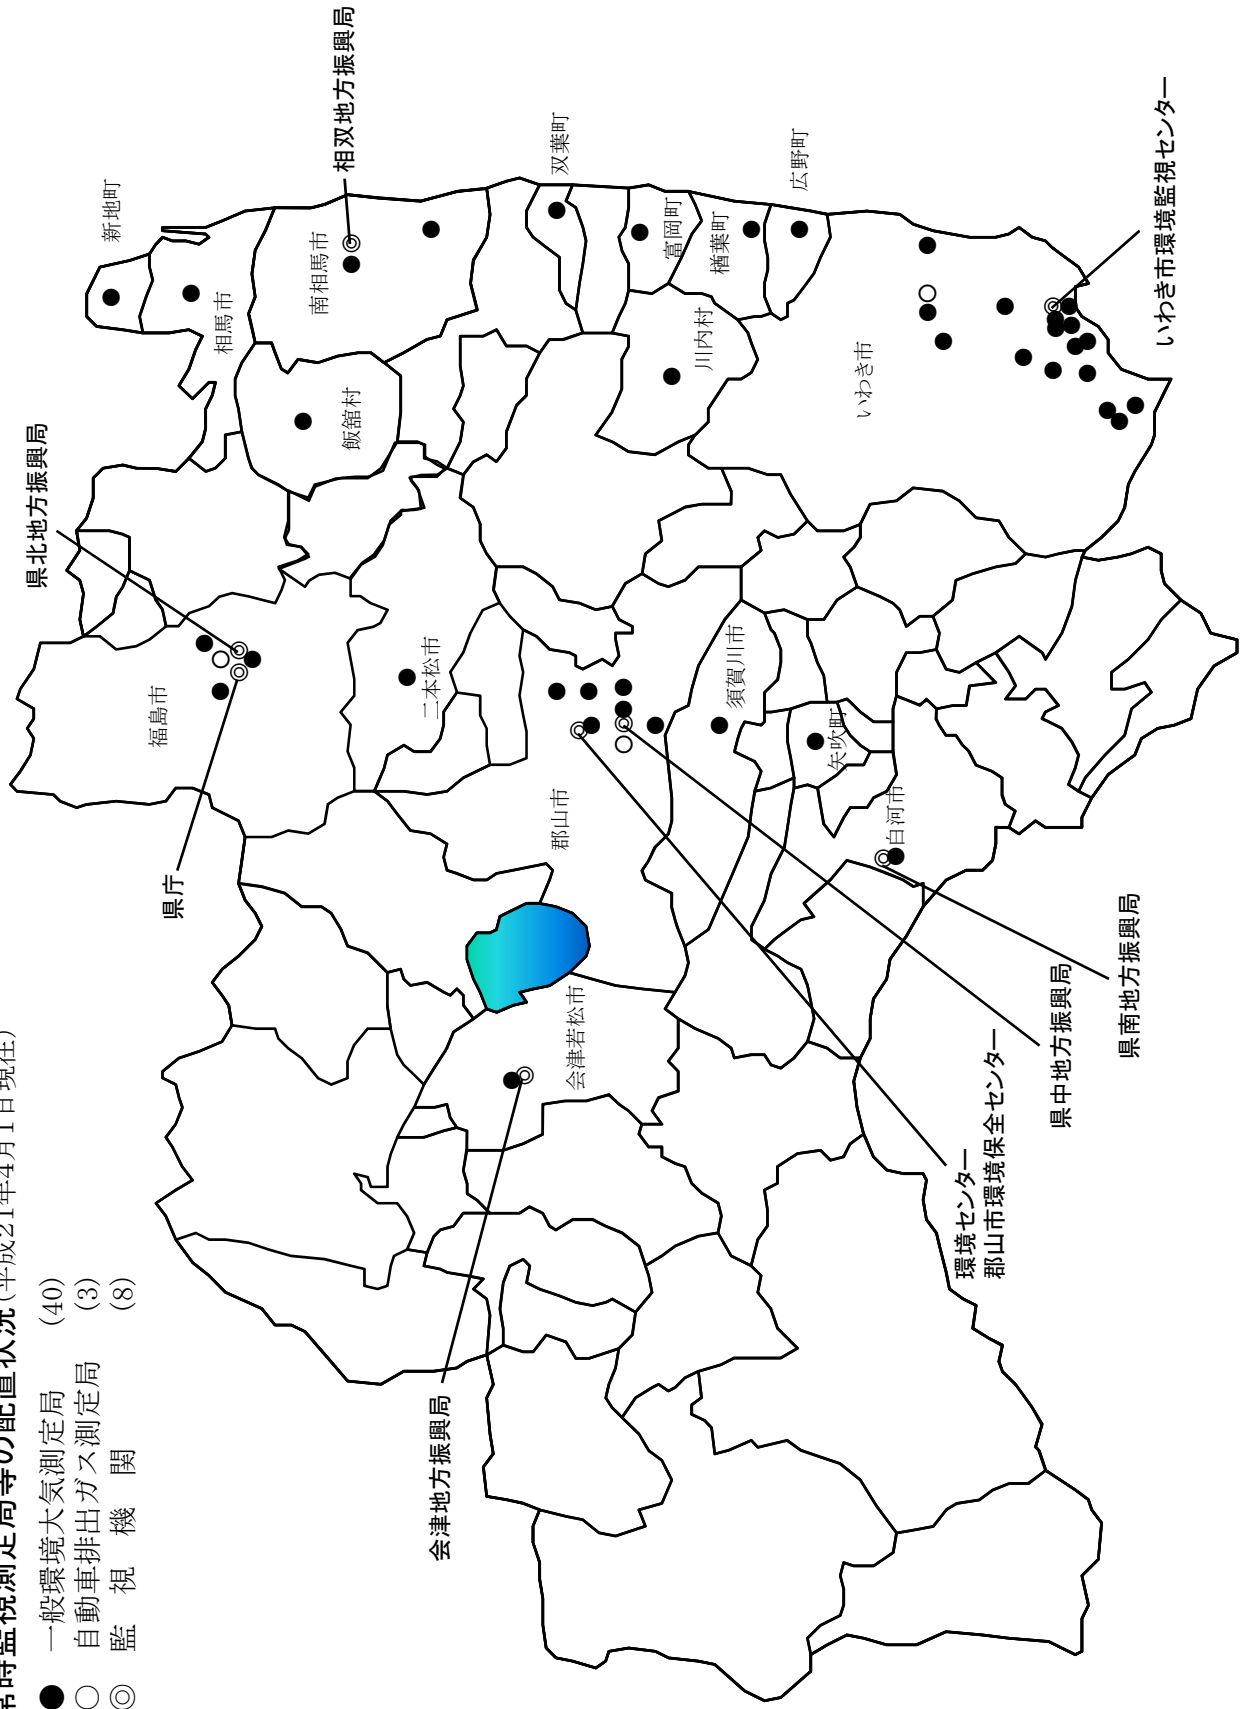 常時監視測定局等の配置状況(平成21年4月1日現在)
● 一般環境大気測定局 (40)
○ 自動車排出ガス測定局 (3)
◎ 監視機関 (8)
県北地方振興局
県庁
相双地方振興局
会津地方振興局
環境センター
郡山市環境保全センター
県中地方振興局
県南地方振興局
いわき市環境監視センター
新地町
相馬市
南相馬市
飯舘村
双葉町
富岡町
楢葉町
広野町
川内村
いわき市
福島市
二本松市
郡山市
須賀川市
矢吹町
白河市
会津若松市